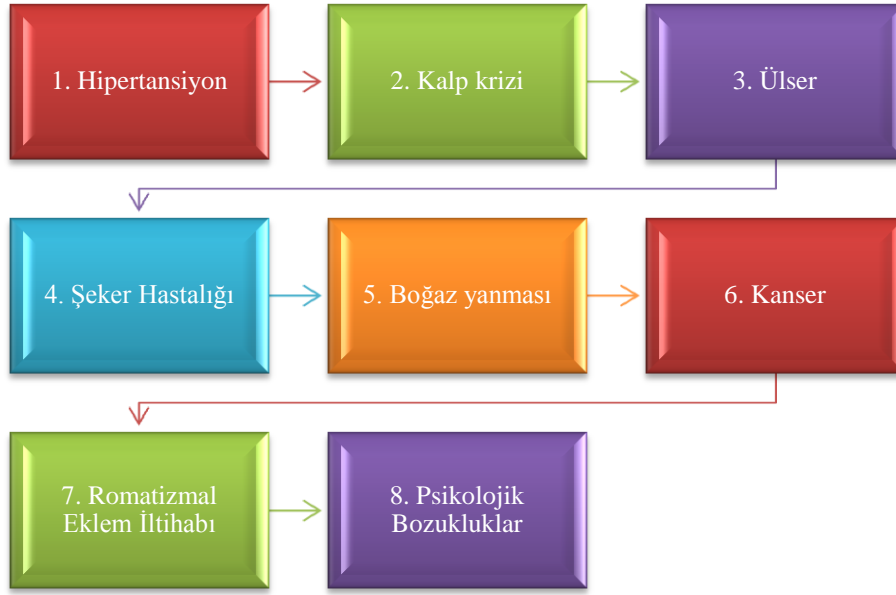 1. Hipertansiyon
2. Kalp krizi
3. Ülser
4. Şeker Hastalığı
5. Boğaz yanması
6. Kanser
7. Romatizmal
Eklem İltihabı
8. Psikolojik
Bozukluklar